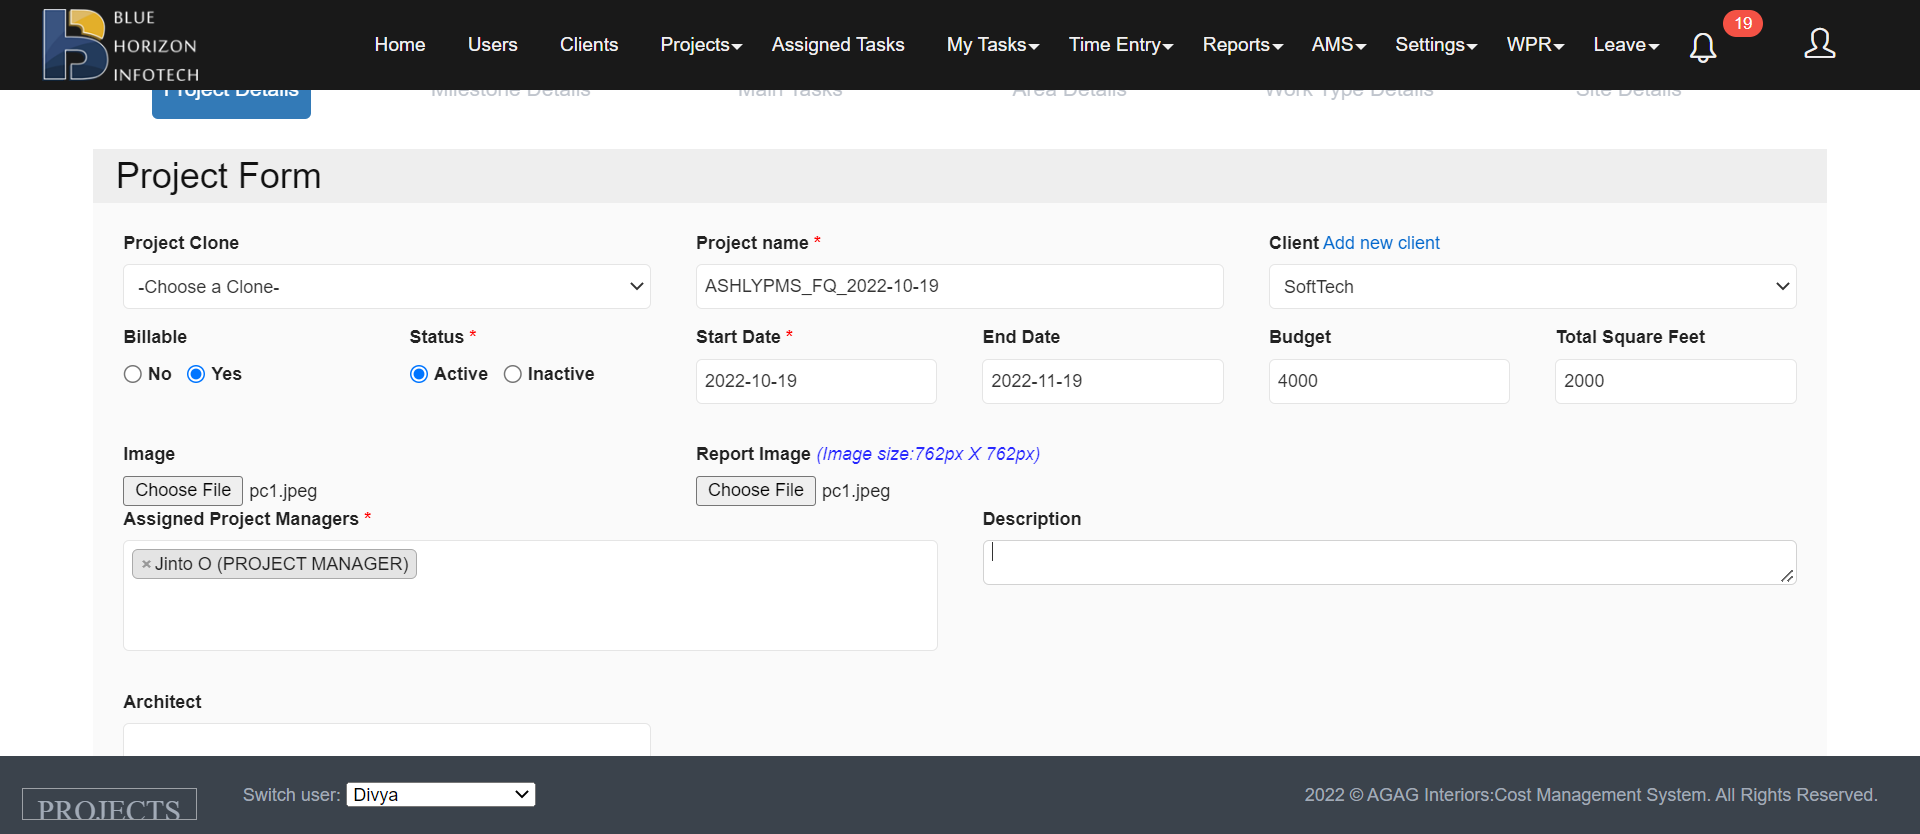 BLUE
HORIZON
INFOTECH
Home Users Clients Projects Assigned Tasks My Tasks Time Entry Reports AMS Settings WPR Leave 19
Project Details Milestone Details Main Tasks Area Details Work Type Details Site Details
Project Form
Project Clone Project name * Client Add new client
-Choose a Clone- ASHLYPMS_FQ_2022-10-19 SoftTech
Billable Status * Start Date * End Date Budget Total Square Feet
No Yes Active Inactive 2022-10-19 2022-11-19 4000 2000
Image Report Image (Image size:762px X 762px)
Choose File pc1.jpeg Choose File pc1.jpeg
Assigned Project Managers * Description
× Jinto O (PROJECT MANAGER)
Architect
PROJECTS Switch user: Divya 2022 © AGAG Interiors:Cost Management System. All Rights Reserved.